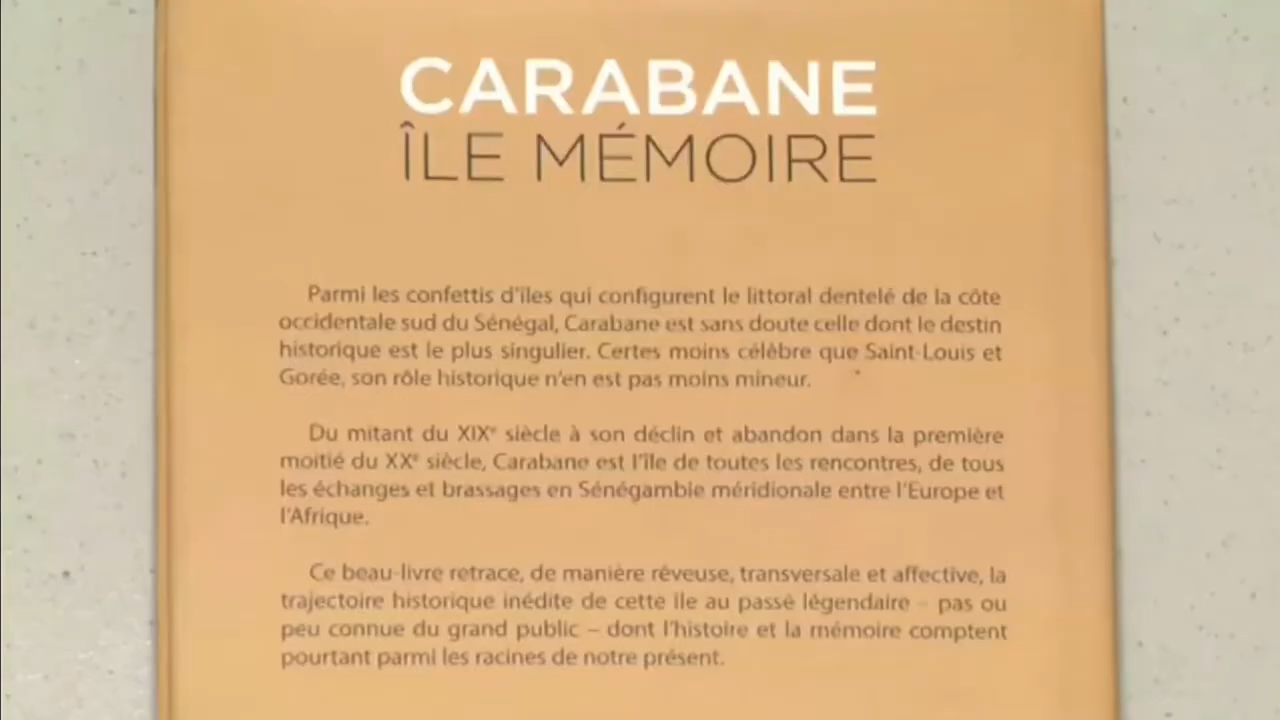 CARABANE
ÎLE MÉMOIRE
Parmi les confettis d'îles qui configurent le littoral dentelé de la côte
occidentale sud du Sénégal, Carabane est sans doute celle dont le destin
historique est le plus singulier. Certes moins célèbre que Saint-Louis et
Gorée, son rôle historique n'en est pas moins mineur.
Du mitant du XIXe siècle à son déclin et abandon dans la première
moitié du XXe siècle, Carabane est l'île de toutes les rencontres, de tous
les échanges et brassages en Sénégambie méridionale entre l'Europe et
l'Afrique.
Ce beau-livre retrace, de manière rêveuse, transversale et affective, la
trajectoire historique inédite de cette île au passé légendaire – pas ou
peu connue du grand public – dont l'histoire et la mémoire comptent
pourtant parmi les racines de notre présent.